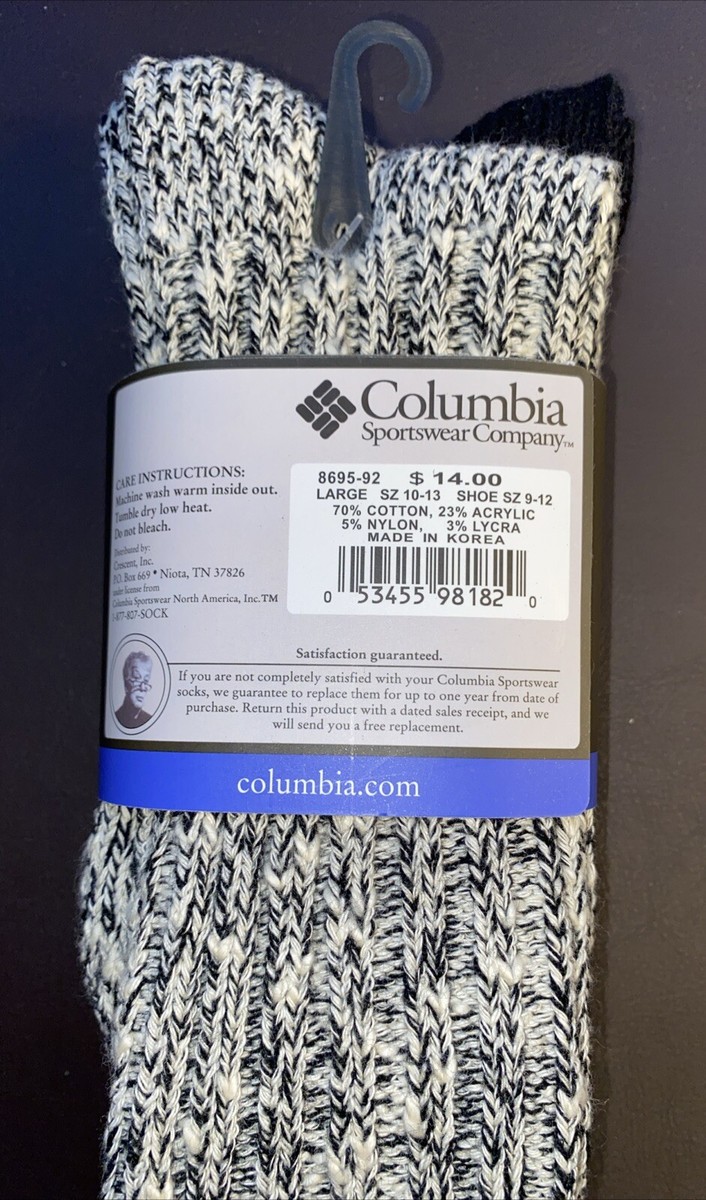 Columbia
Sportswear Company™
CARE INSTRUCTIONS:
Machine wash warm inside out.
Tumble dry low heat.
Do not bleach.
Distributed by:
Crescent, Inc.
P.O. Box 669 • Niota, TN 37826
under license from
Columbia Sportswear North America, Inc.™
1-877-807-SOCK
8695-92 $ 14.00
LARGE SZ 10-13 SHOE SZ 9-12
70% COTTON, 23% ACRYLIC
5% NYLON, 3% LYCRA
MADE IN KOREA
0 53455 98182 0
Satisfaction guaranteed.
If you are not completely satisfied with your Columbia Sportswear
socks, we guarantee to replace them for up to one year from date of
purchase. Return this product with a dated sales receipt, and we
will send you a free replacement.
columbia.com